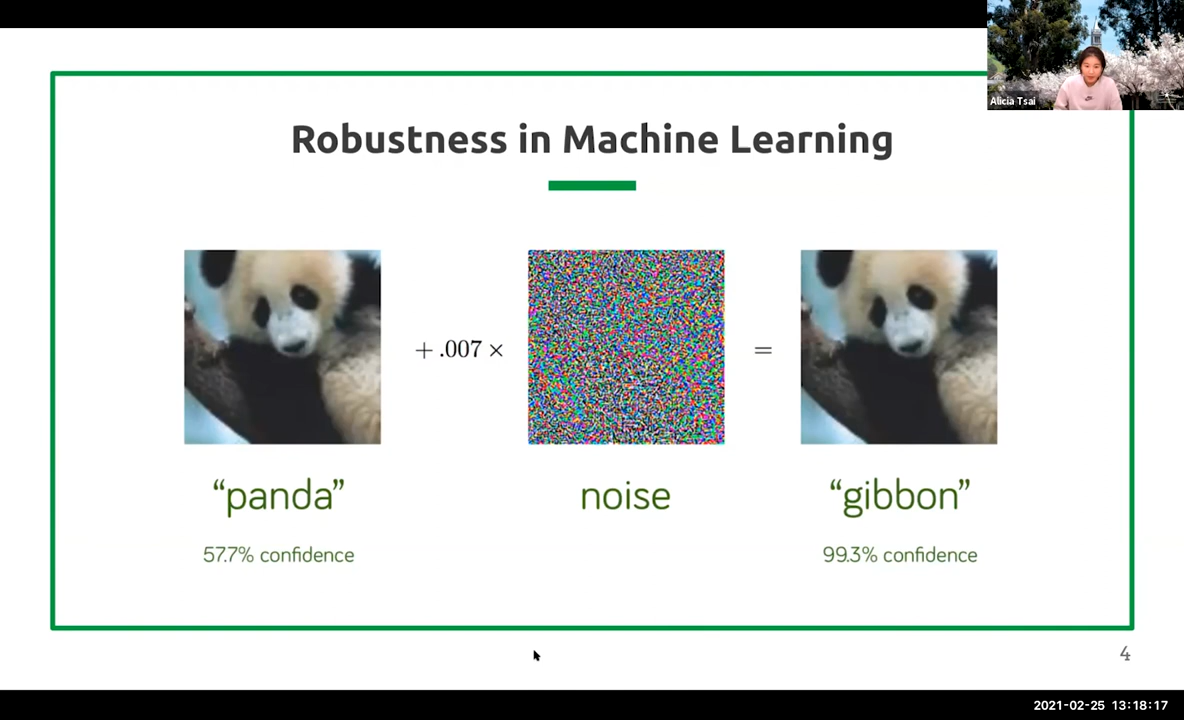 Alicia Tsai
Robustness in Machine Learning
+ .007 ×
=
“panda”
noise
“gibbon”
57.7% confidence
99.3% confidence
4
2021-02-25 13:18:17